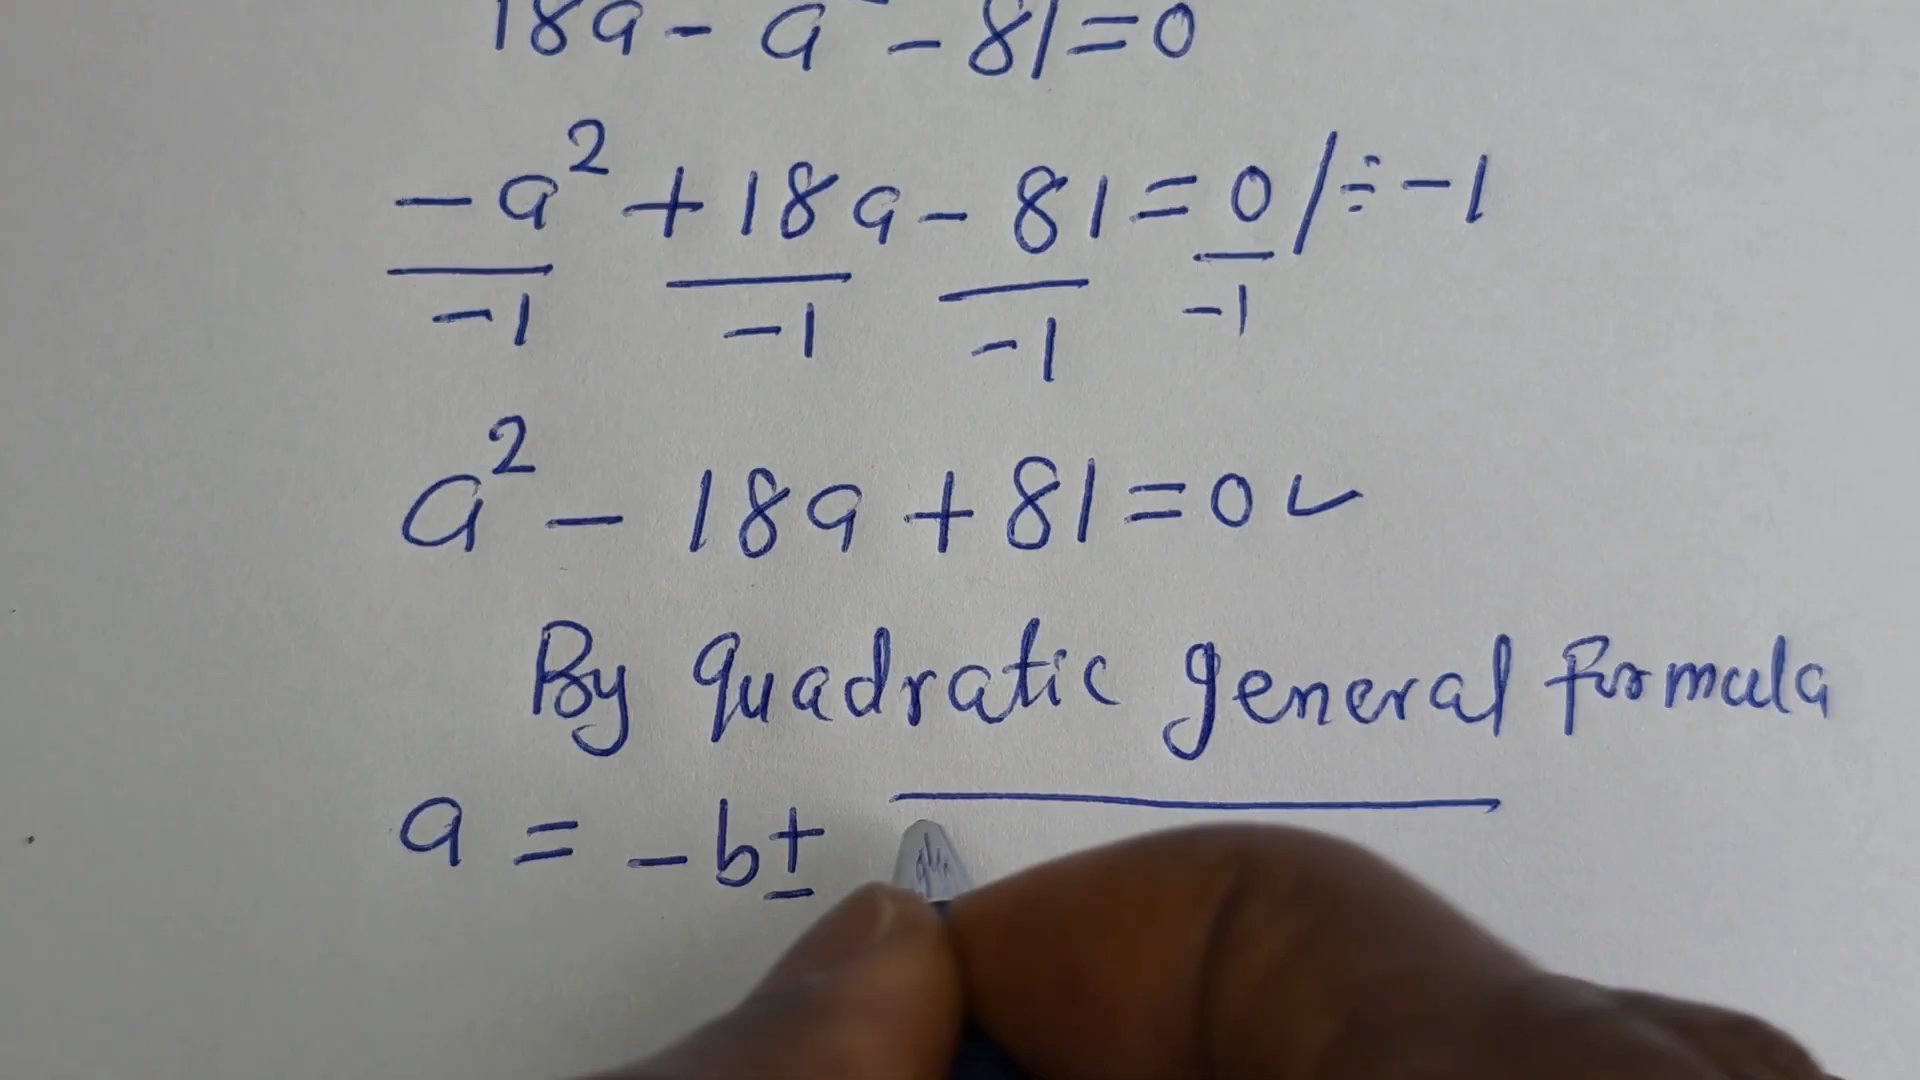 18a - a² - 81 = 0
-a² + 18a - 81 = 0 / ÷ -1
-1 -1 -1 -1
a² - 18a + 81 = 0 ✓
By quadratic general formula
a = -b ±